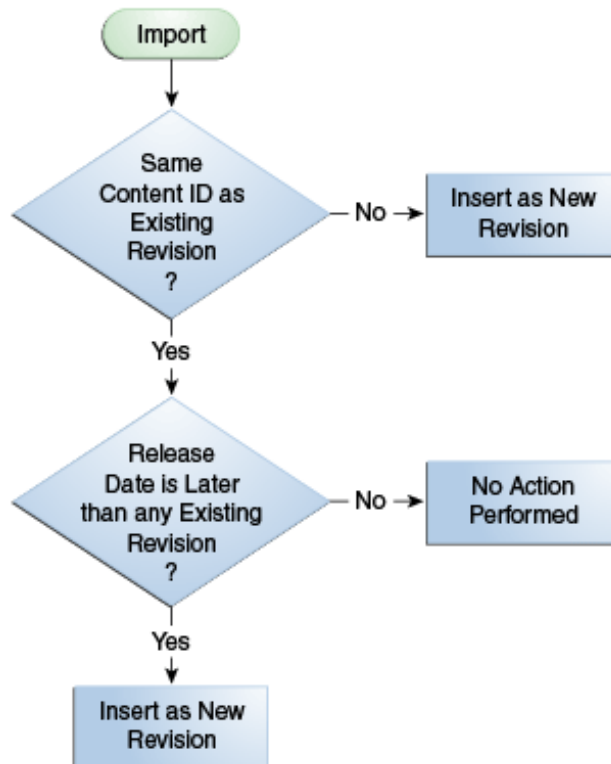 Import
Same
Content ID as
Existing
Revision
?
No
Insert as New
Revision
Yes
Release
Date is Later
than any Existing
Revision
?
No
No Action
Performed
Yes
Insert as New
Revision